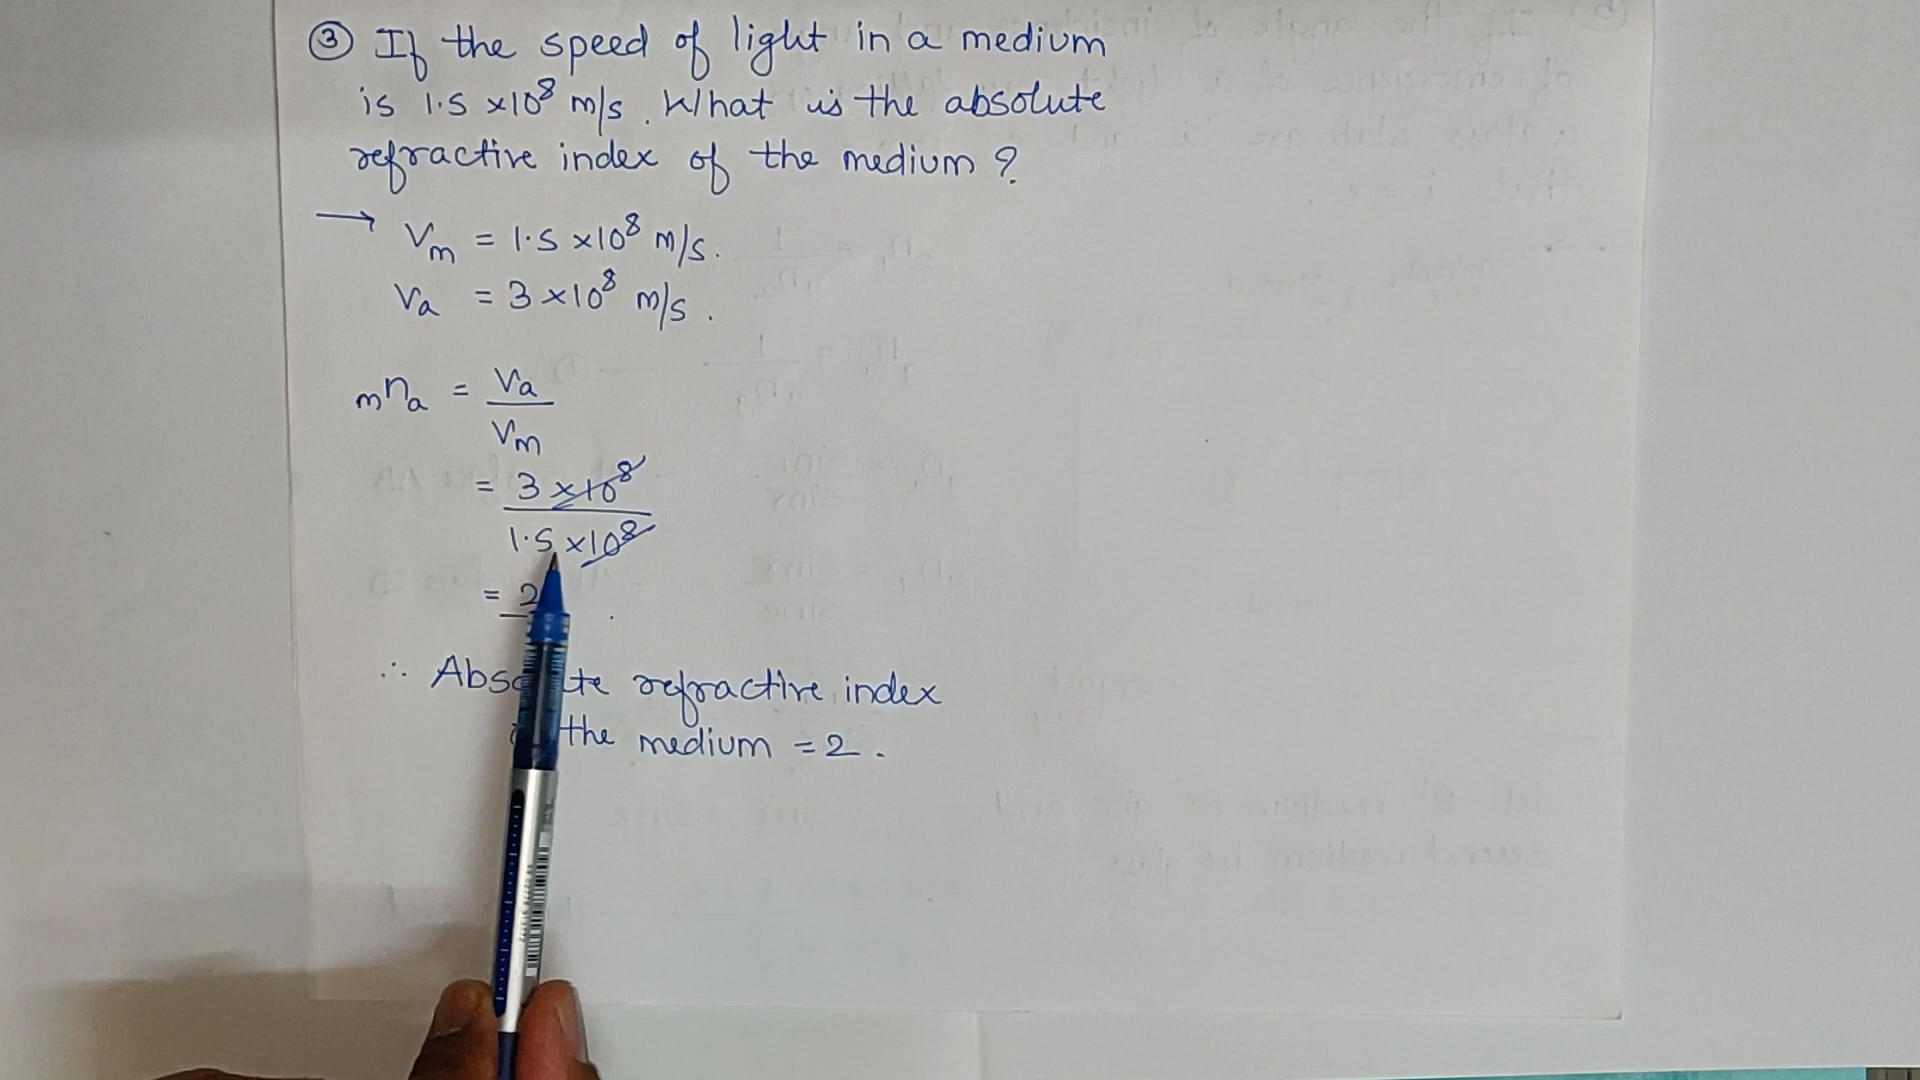 ③ If the speed of light in a medium
is 1.5 ×10⁸ m/s. What is the absolute
refractive index of the medium ?
→ Vm = 1.5 ×10⁸ m/s.
Va = 3 ×10⁸ m/s.
mna = Va
Vm
= 3 ×10⁸
1.5 ×10⁸
= 2
∴ refractive index
the medium = 2.